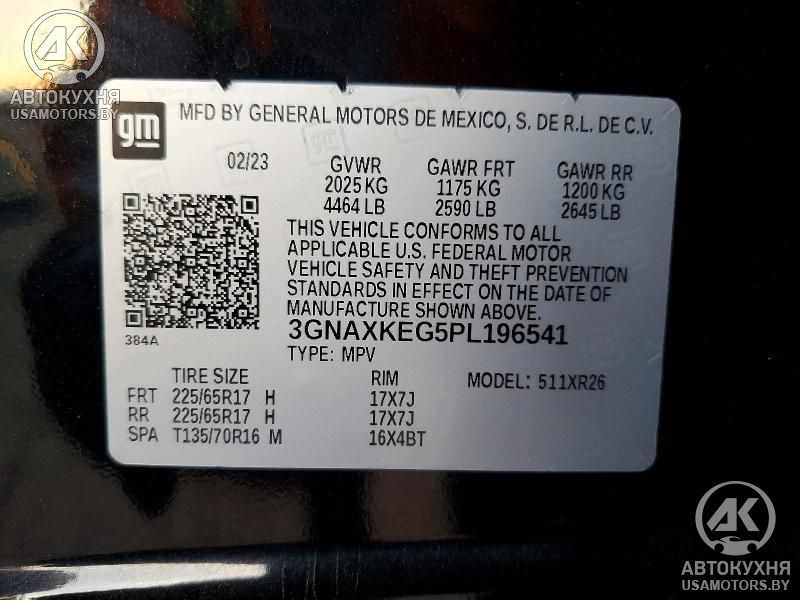 AK
АВТОКУХНЯ
USAMOTORS.BY
gm
MFD BY GENERAL MOTORS DE MEXICO, S. DE R.L. DE C.V.
02/23 GVWR GAWR FRT GAWR RR
2025 KG 1175 KG 1200 KG
4464 LB 2590 LB 2645 LB
THIS VEHICLE CONFORMS TO ALL
APPLICABLE U.S. FEDERAL MOTOR
VEHICLE SAFETY AND THEFT PREVENTION
STANDARDS IN EFFECT ON THE DATE OF
MANUFACTURE SHOWN ABOVE.
384A
3GNAXKEG5PL196541
TYPE: MPV
TIRE SIZE RIM MODEL: 511XR26
FRT 225/65R17 H 17X7J
RR 225/65R17 H 17X7J
SPA T135/70R16 M 16X4BT
AK
АВТОКУХНЯ
USAMOTORS.BY